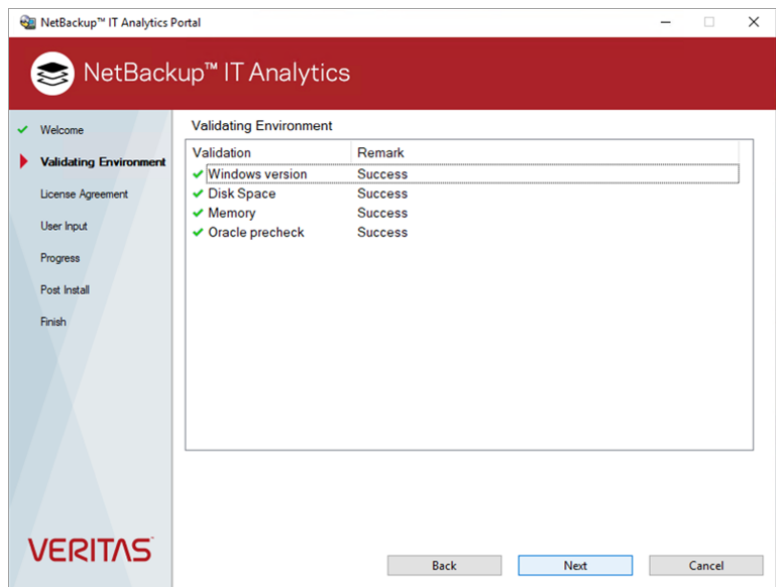 NetBackup™ IT Analytics Portal
NetBackup™ IT Analytics
Welcome
Validating Environment
License Agreement
User Input
Progress
Post Install
Finish
VERITAS
Validating Environment
Validation Remark
Windows version Success
Disk Space Success
Memory Success
Oracle precheck Success
Back Next Cancel